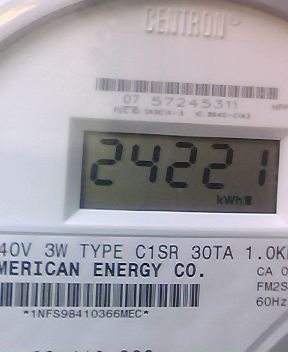 CENTRON®
07 57245311
24221
kWh
40V 3W TYPE C1SR 30TA 1.0K
MERICAN ENERGY CO.
CA 0
FM2S
60Hz
*1NFS98410366MEC*